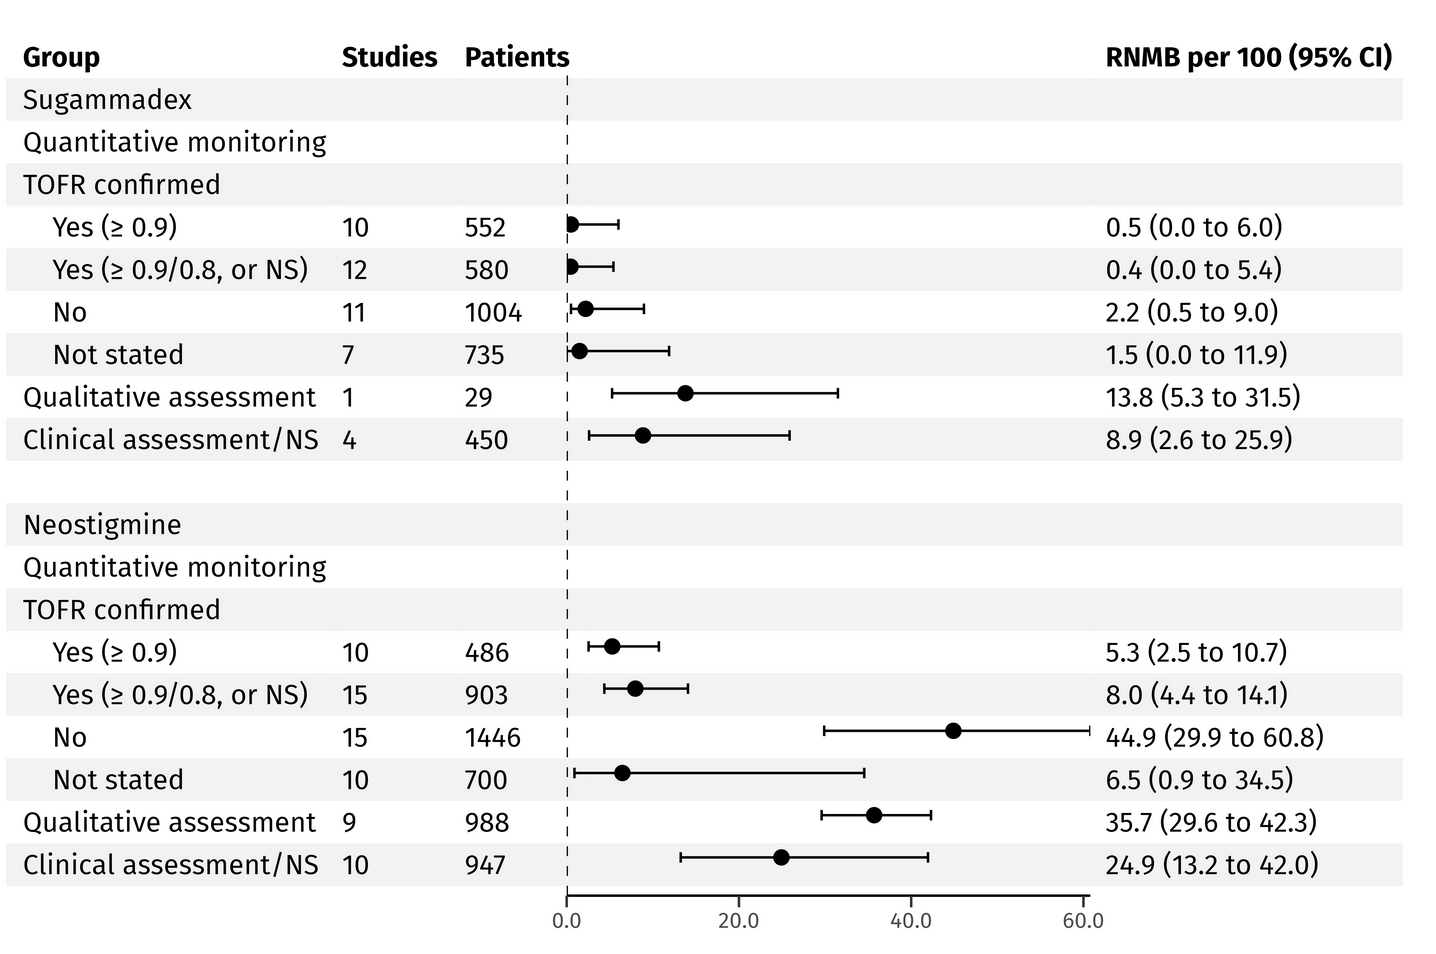 Group Studies Patients RNMB per 100 (95% CI)
Sugammadex
Quantitative monitoring
TOFR confirmed
Yes (≥ 0.9) 10 552 0.5 (0.0 to 6.0)
Yes (≥ 0.9/0.8, or NS) 12 580 0.4 (0.0 to 5.4)
No 11 1004 2.2 (0.5 to 9.0)
Not stated 7 735 1.5 (0.0 to 11.9)
Qualitative assessment 1 29 13.8 (5.3 to 31.5)
Clinical assessment/NS 4 450 8.9 (2.6 to 25.9)
Neostigmine
Quantitative monitoring
TOFR confirmed
Yes (≥ 0.9) 10 486 5.3 (2.5 to 10.7)
Yes (≥ 0.9/0.8, or NS) 15 903 8.0 (4.4 to 14.1)
No 15 1446 44.9 (29.9 to 60.8)
Not stated 10 700 6.5 (0.9 to 34.5)
Qualitative assessment 9 988 35.7 (29.6 to 42.3)
Clinical assessment/NS 10 947 24.9 (13.2 to 42.0)
0.0 20.0 40.0 60.0